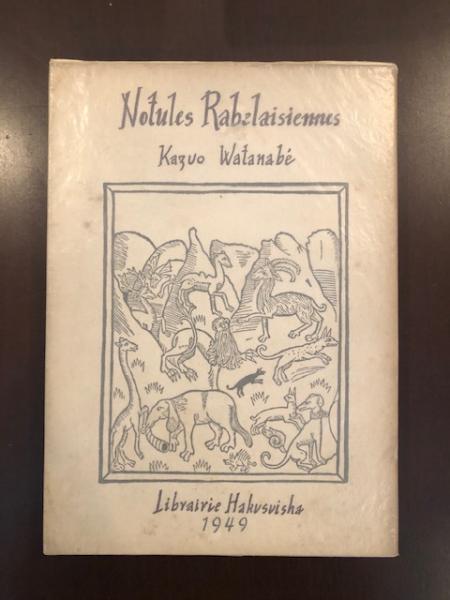 Notules Rabelaisiennes
Kazuo Watanabé
Librairie Hakusuisha
1949